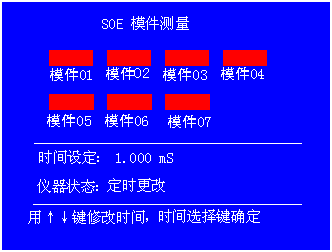 SOE 模件测量
模件01 模件02 模件03 模件04
模件05 模件06 模件07
时间设定: 1.000 mS
仪器状态: 定时更改
用↑↓键修改时间, 时间选择键确定